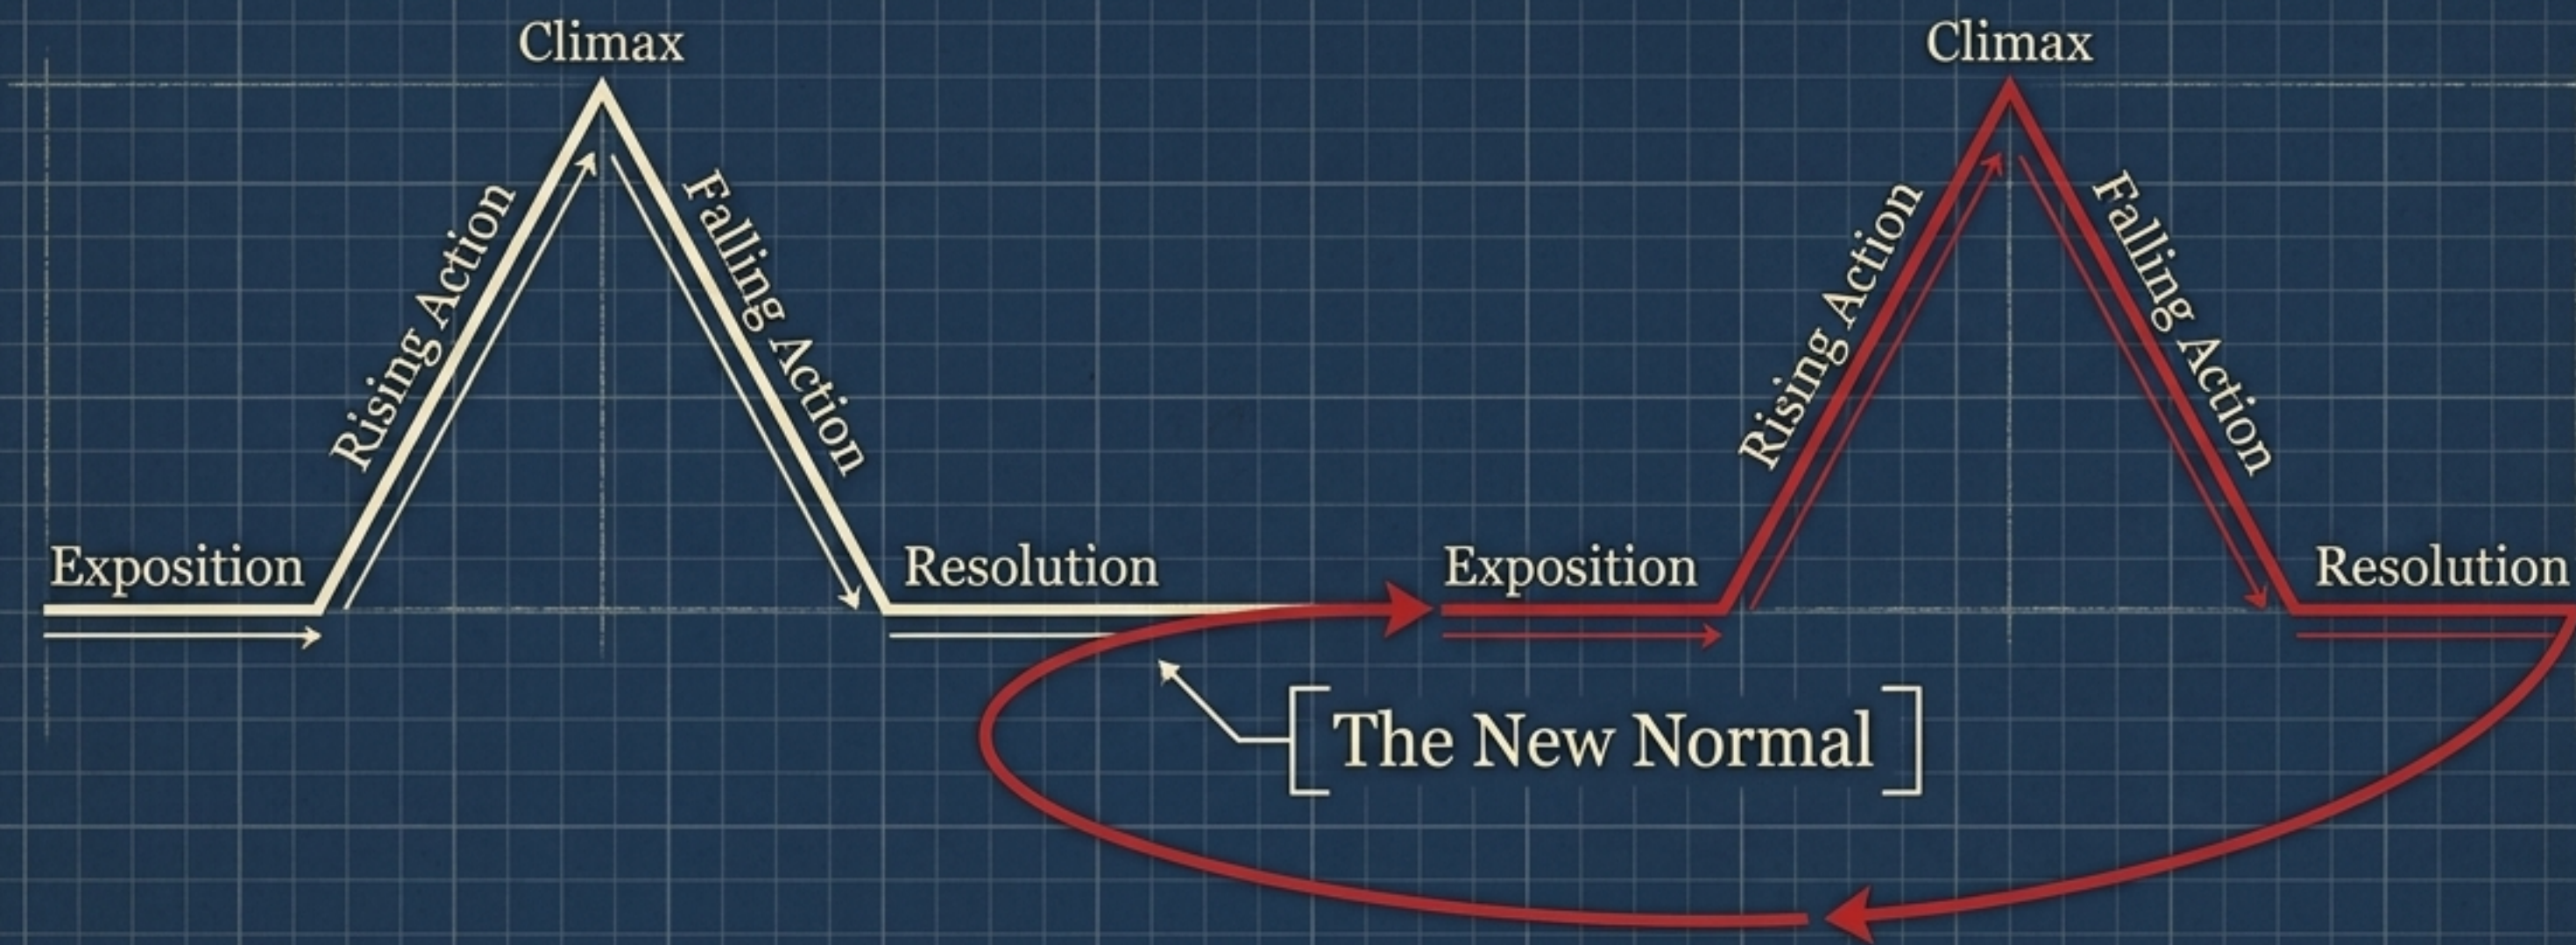 Climax
Rising Action
Falling Action
Exposition
Resolution
Climax
Rising Action
Falling Action
Exposition
Resolution
[The New Normal]